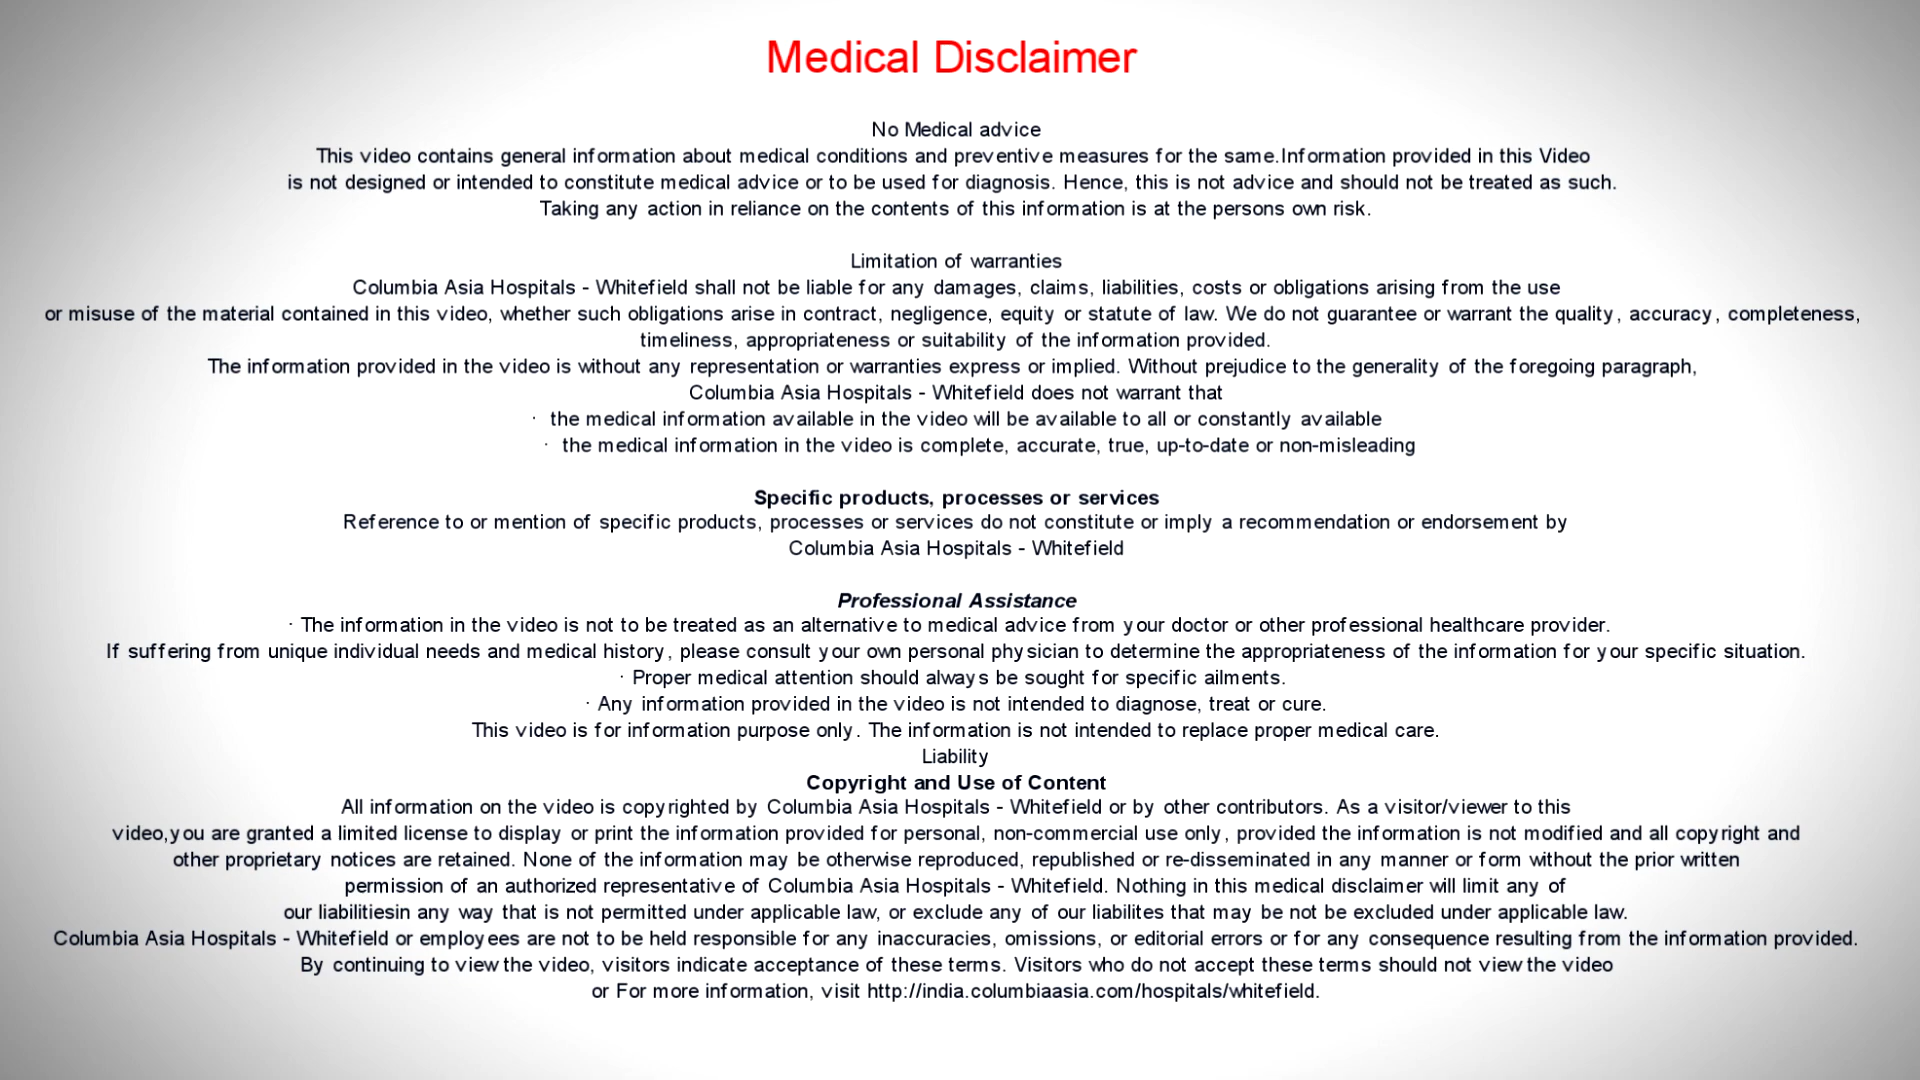 Medical Disclaimer
No Medical advice
This video contains general information about medical conditions and preventive measures for the same.Information provided in this Video
is not designed or intended to constitute medical advice or to be used for diagnosis. Hence, this is not advice and should not be treated as such.
Taking any action in reliance on the contents of this information is at the persons own risk.
Limitation of warranties
Columbia Asia Hospitals - Whitefield shall not be liable for any damages, claims, liabilities, costs or obligations arising from the use
or misuse of the material contained in this video, whether such obligations arise in contract, negligence, equity or statute of law. We do not guarantee or warrant the quality, accuracy, completeness,
timeliness, appropriateness or suitability of the information provided.
The information provided in the video is without any representation or warranties express or implied. Without prejudice to the generality of the foregoing paragraph,
Columbia Asia Hospitals - Whitefield does not warrant that
· the medical information available in the video will be available to all or constantly available
· the medical information in the video is complete, accurate, true, up-to-date or non-misleading
Specific products, processes or services
Reference to or mention of specific products, processes or services do not constitute or imply a recommendation or endorsement by
Columbia Asia Hospitals - Whitefield
Professional Assistance
· The information in the video is not to be treated as an alternative to medical advice from your doctor or other professional healthcare provider.
If suffering from unique individual needs and medical history, please consult your own personal physician to determine the appropriateness of the information for your specific situation.
· Proper medical attention should always be sought for specific ailments.
· Any information provided in the video is not intended to diagnose, treat or cure.
This video is for information purpose only. The information is not intended to replace proper medical care.
Liability
Copyright and Use of Content
All information on the video is copyrighted by Columbia Asia Hospitals - Whitefield or by other contributors. As a visitor/viewer to this
video,you are granted a limited license to display or print the information provided for personal, non-commercial use only, provided the information is not modified and all copyright and
other proprietary notices are retained. None of the information may be otherwise reproduced, republished or re-disseminated in any manner or form without the prior written
permission of an authorized representative of Columbia Asia Hospitals - Whitefield. Nothing in this medical disclaimer will limit any of
our liabilitiesin any way that is not permitted under applicable law, or exclude any of our liabilites that may be not be excluded under applicable law.
Columbia Asia Hospitals - Whitefield or employees are not to be held responsible for any inaccuracies, omissions, or editorial errors or for any consequence resulting from the information provided.
By continuing to view the video, visitors indicate acceptance of these terms. Visitors who do not accept these terms should not view the video
or For more information, visit http://india.columbiaasia.com/hospitals/whitefield.